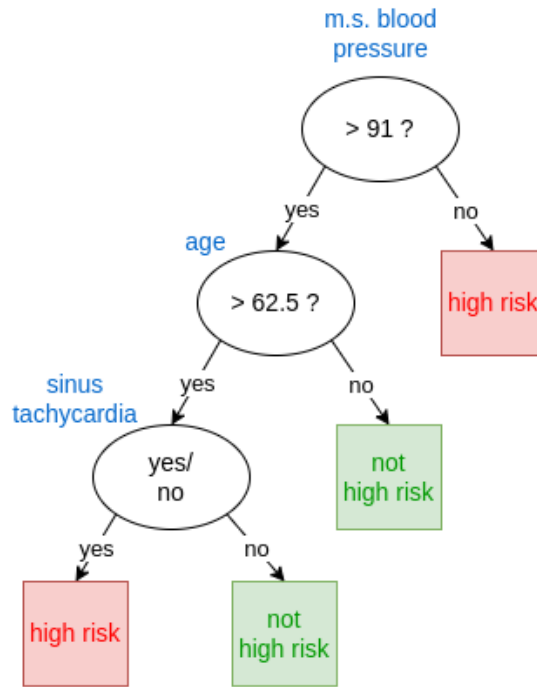 m.s. blood
pressure
> 91 ?
yes
no
age
> 62.5 ?
high risk
sinus
tachycardia
yes
no
yes/
no
not
high risk
yes
no
high risk
not
high risk